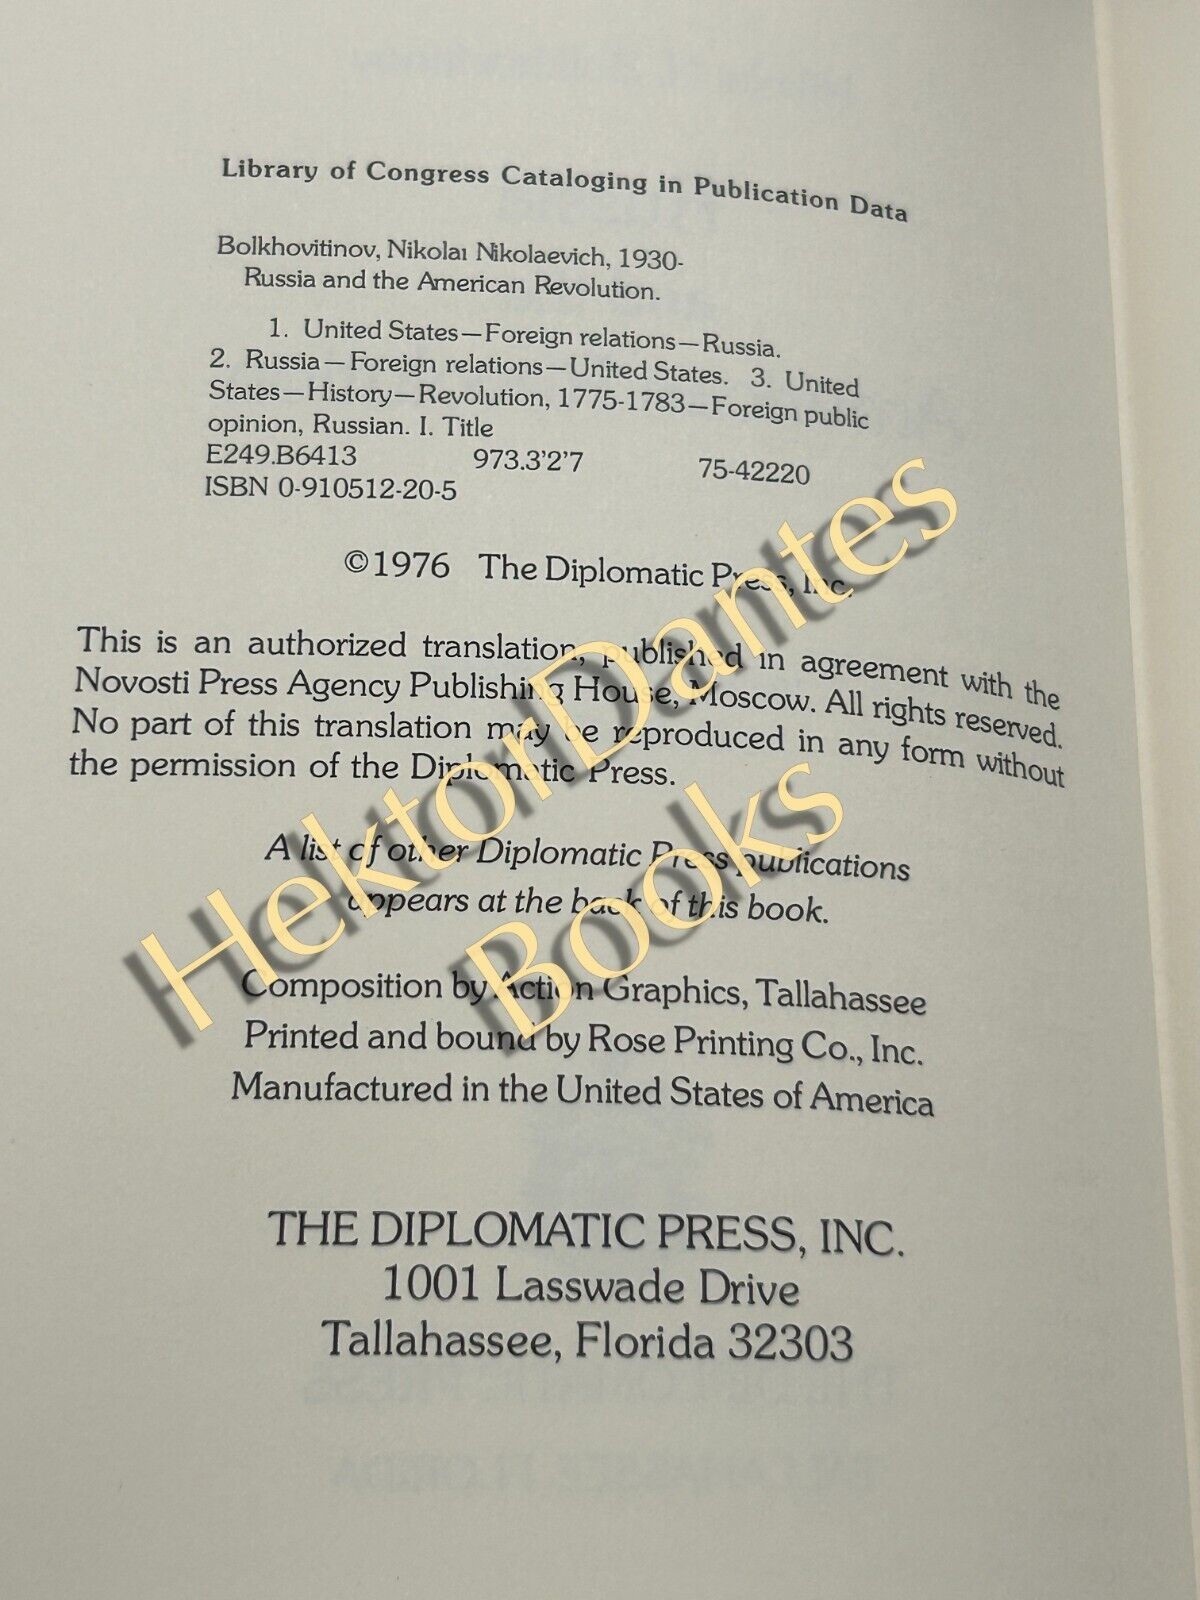 Library of Congress Cataloging in Publication Data
Bolkhovitinov, Nikolaı Nikolaevich, 1930-
Russia and the American Revolution.
1. United States—Foreign relations—Russia.
2. Russia—Foreign relations—United States. 3. United
States—History—Revolution, 1775-1783—Foreign public
opinion, Russian. I. Title
E249.B6413 973.3'2'7 75-42220
ISBN 0-910512-20-5
©1976 The Diplomatic Press, Inc.
This is an authorized translation, published in agreement with the
Novosti Press Agency Publishing House, Moscow. All rights reserved.
No part of this translation may be reproduced in any form without
the permission of the Diplomatic Press.
A list of other Diplomatic Press publications
appears at the back of this book.
Composition by Action Graphics, Tallahassee
Printed and bound by Rose Printing Co., Inc.
Manufactured in the United States of America
THE DIPLOMATIC PRESS, INC.
1001 Lasswade Drive
Tallahassee, Florida 32303
HektonDantes
Books